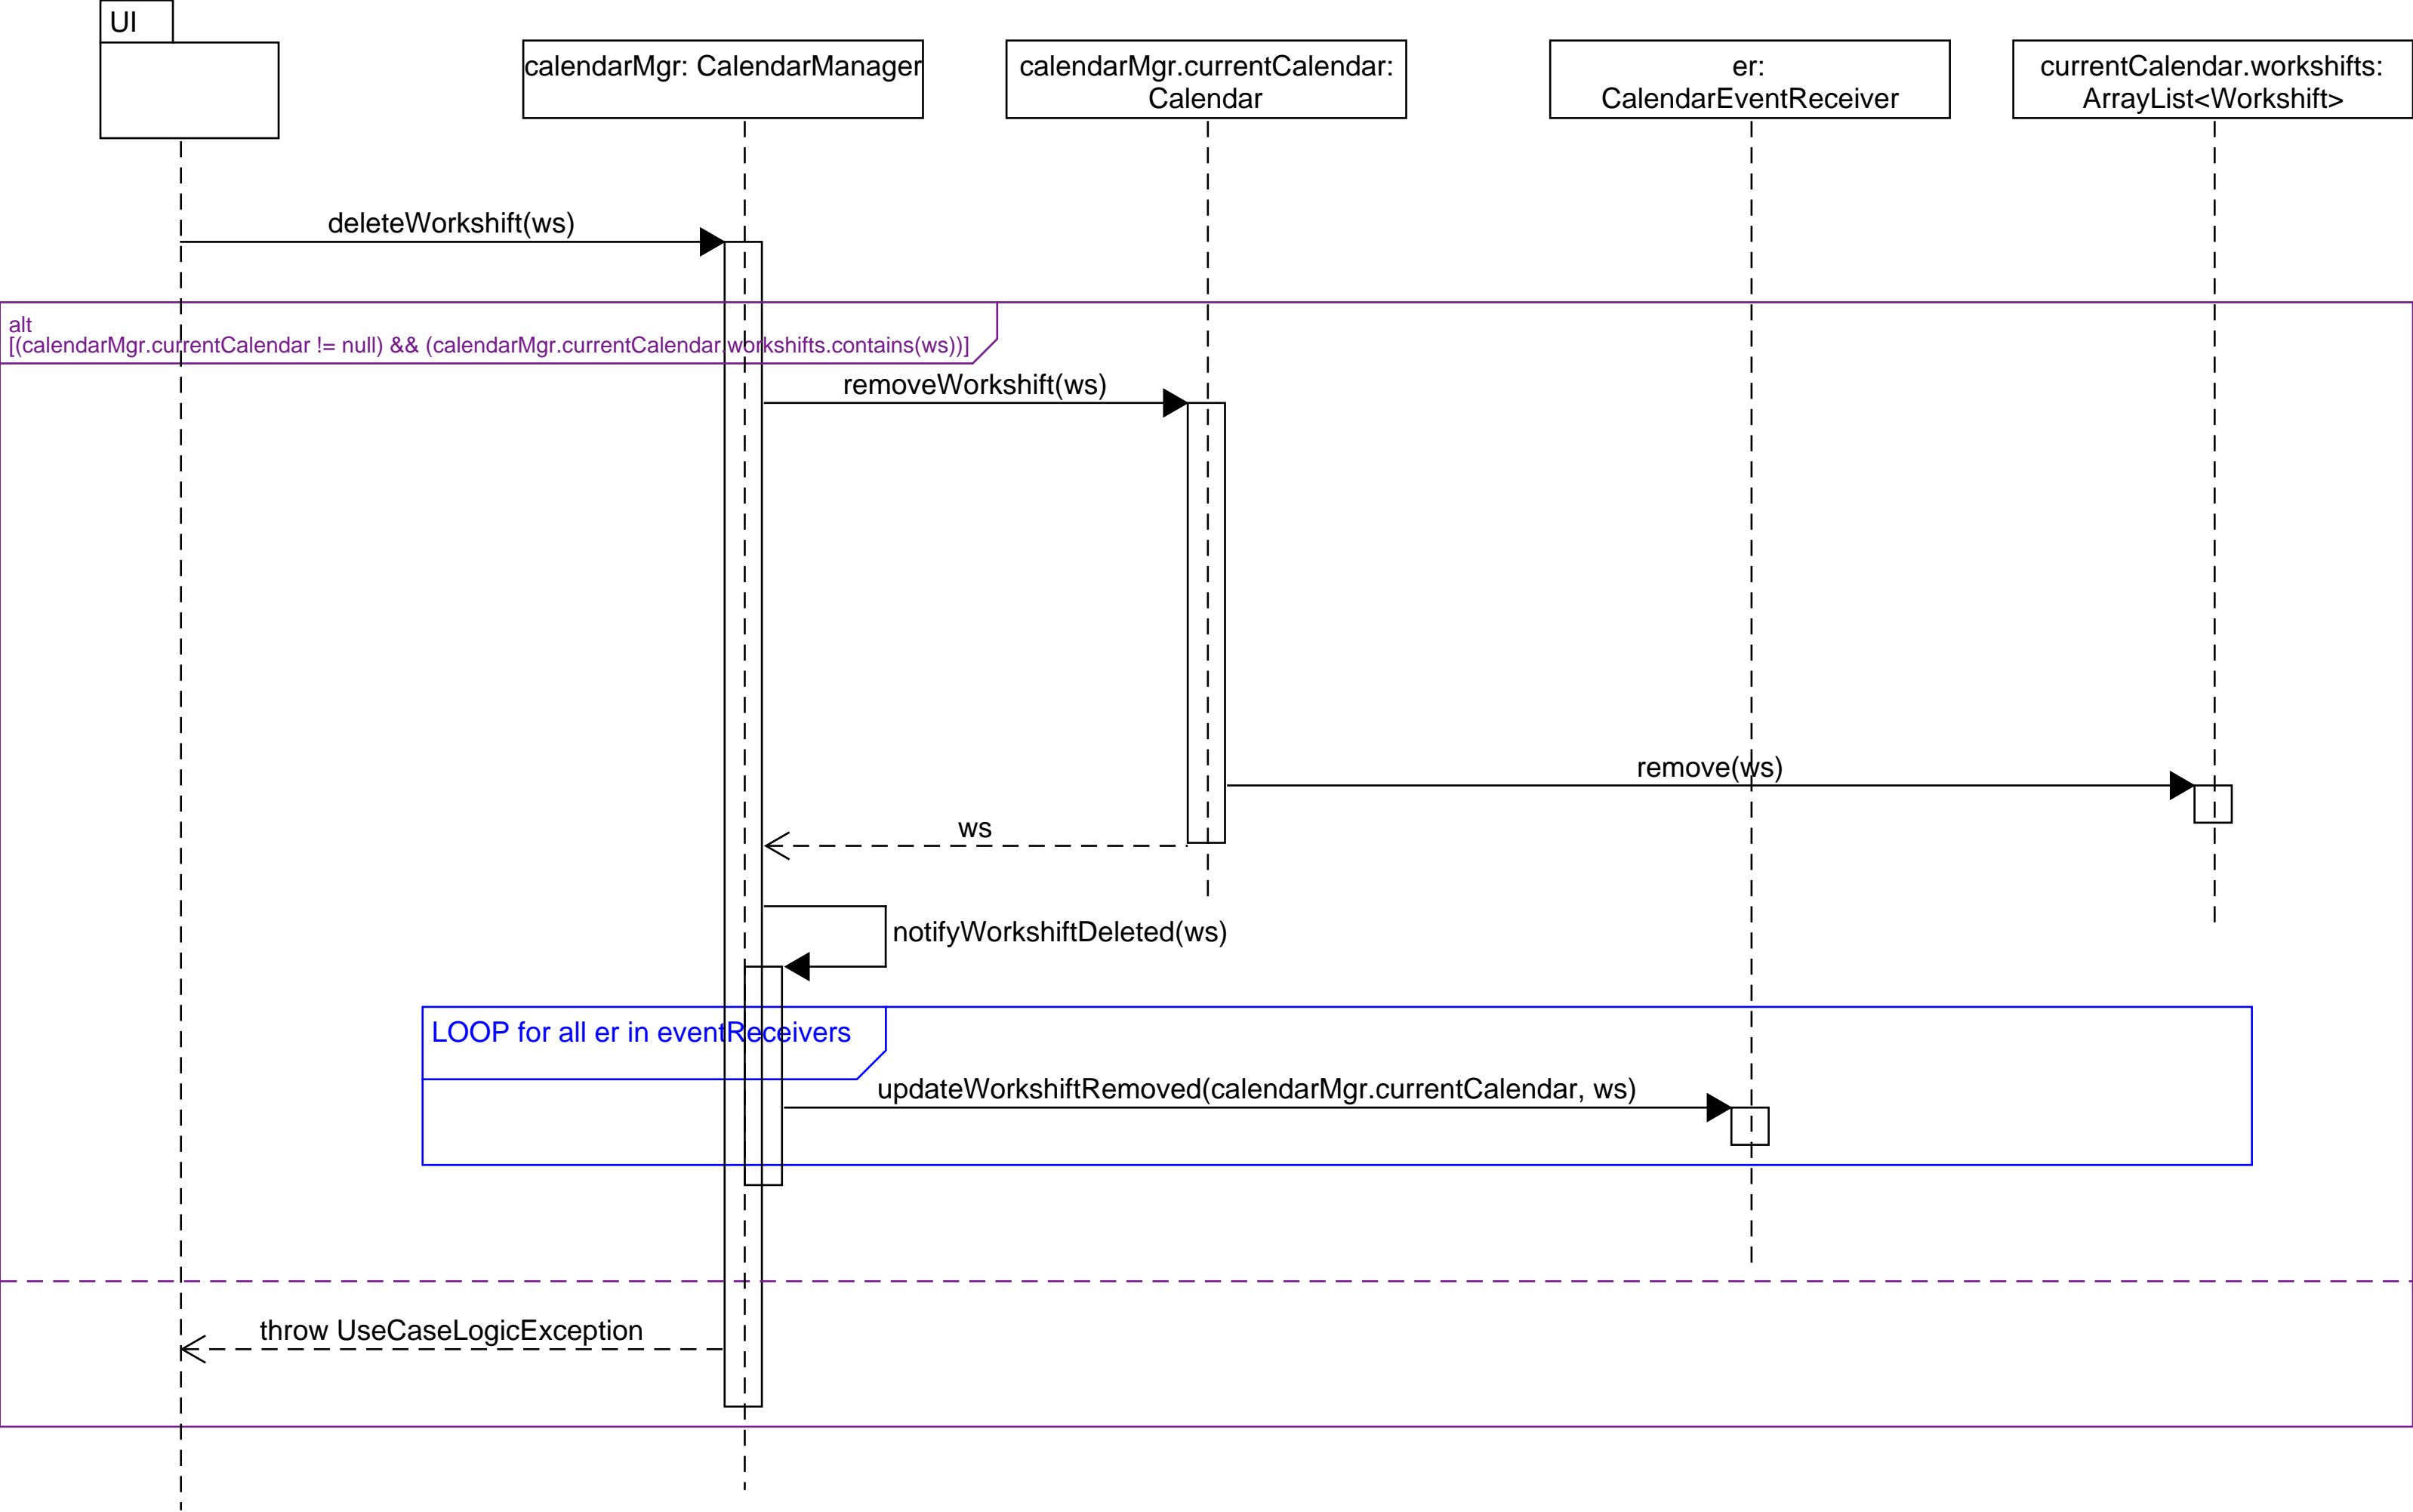 UI
calendarMgr: CalendarManager
calendarMgr.currentCalendar:
Calendar
er:
CalendarEventReceiver
currentCalendar.workshifts:
ArrayList<Workshift>
deleteWorkshift(ws)
alt
[(calendarMgr.currentCalendar != null) && (calendarMgr.currentCalendar.workshifts.contains(ws))]
removeWorkshift(ws)
remove(ws)
ws
notifyWorkshiftDeleted(ws)
LOOP for all er in eventReceivers
updateWorkshiftRemoved(calendarMgr.currentCalendar, ws)
throw UseCaseLogicException